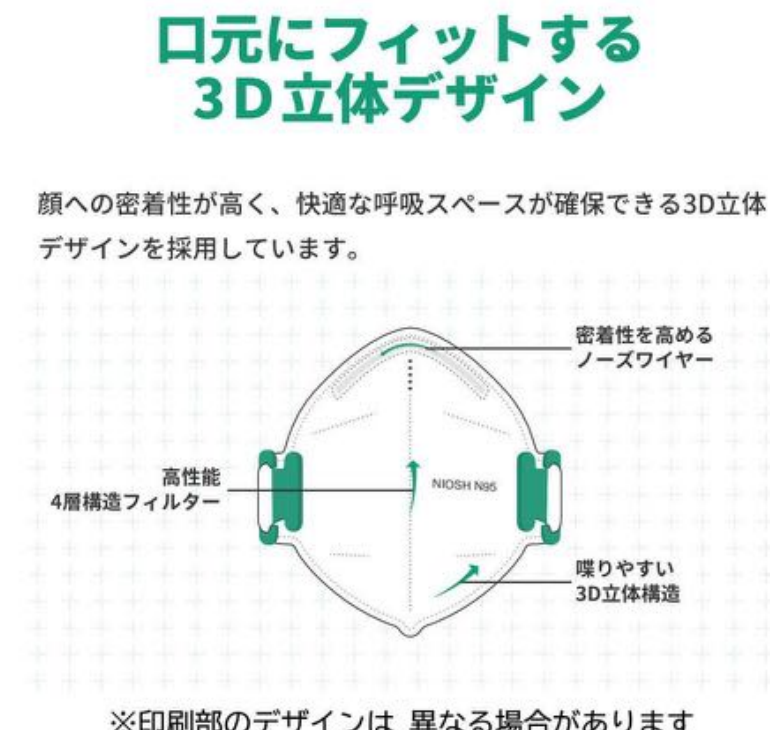 口元にフィットする
3D立体デザイン
顔への密着性が高く、快適な呼吸スペースが確保できる3D立体
デザインを採用しています。
密着性を高める
ノーズワイヤー
高性能
4層構造フィルター
NIOSH N95
喋りやすい
3D立体構造
※印刷部のデザインは 異なる場合があります